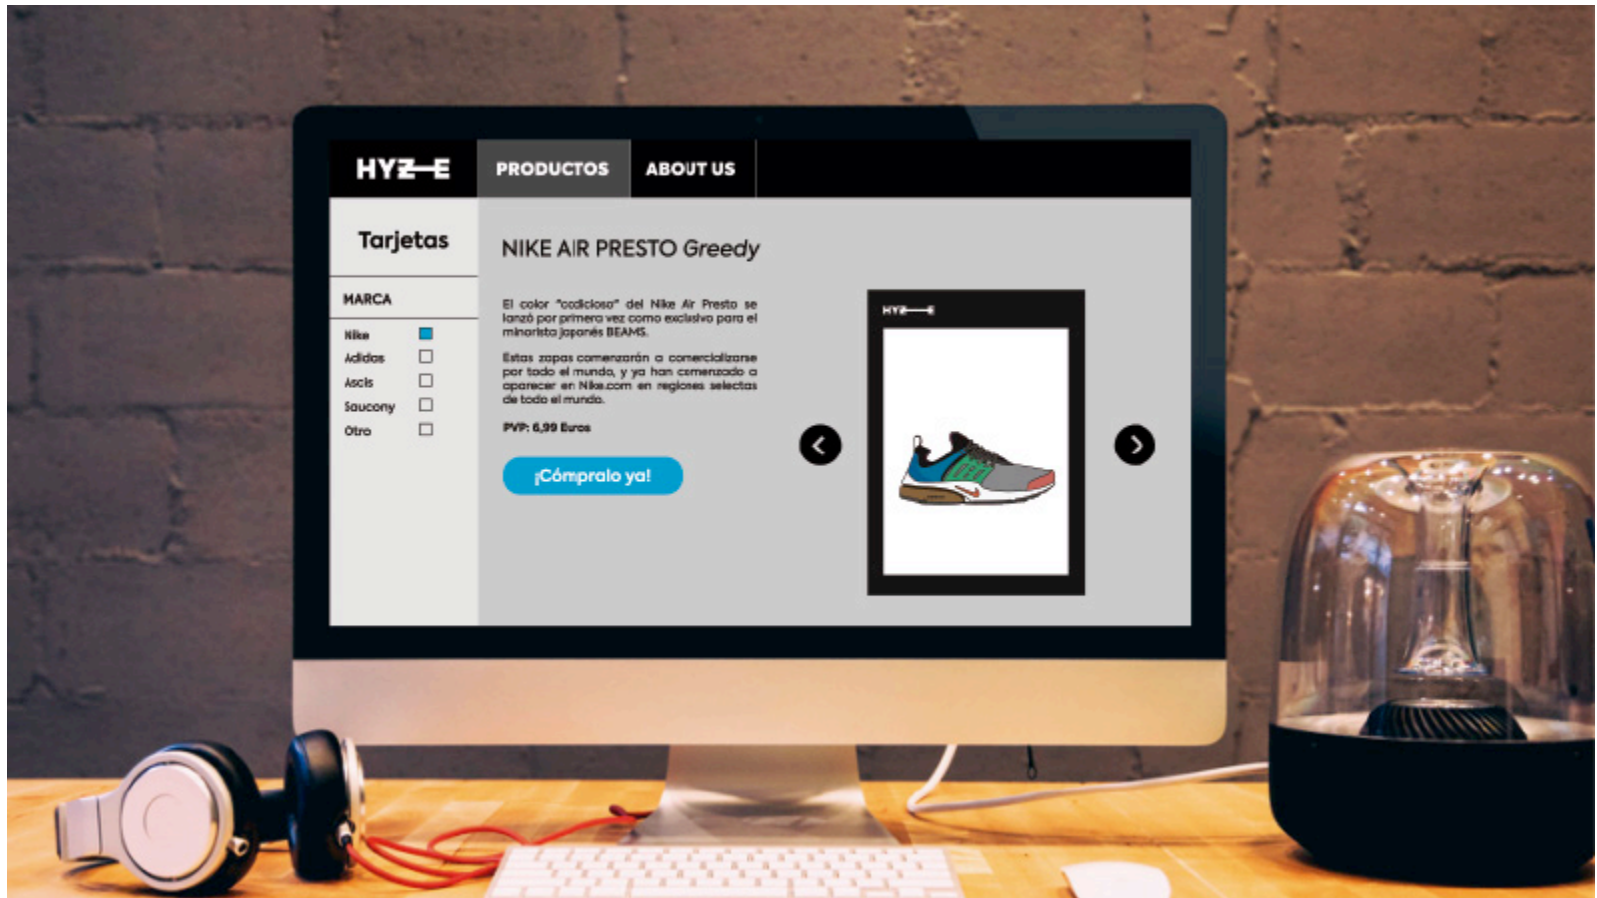 HYZE
PRODUCTOS
ABOUT US
Tarjetas
MARCA
Nike
Adidas
Ascis
Saucony
Otro
NIKE AIR PRESTO Greedy
El color "codicioso" del Nike Air Presto se
lanzó por primera vez como exclusivo para el
minorista japonés BEAMS.
Estas zapas comenzarán a comercializarse
por todo el mundo, y ya han comenzado a
aparecer en Nike.com en regiones selectas
de todo el mundo.
PVP: 6,99 Euros
¡Cómpralo ya!
HYZE